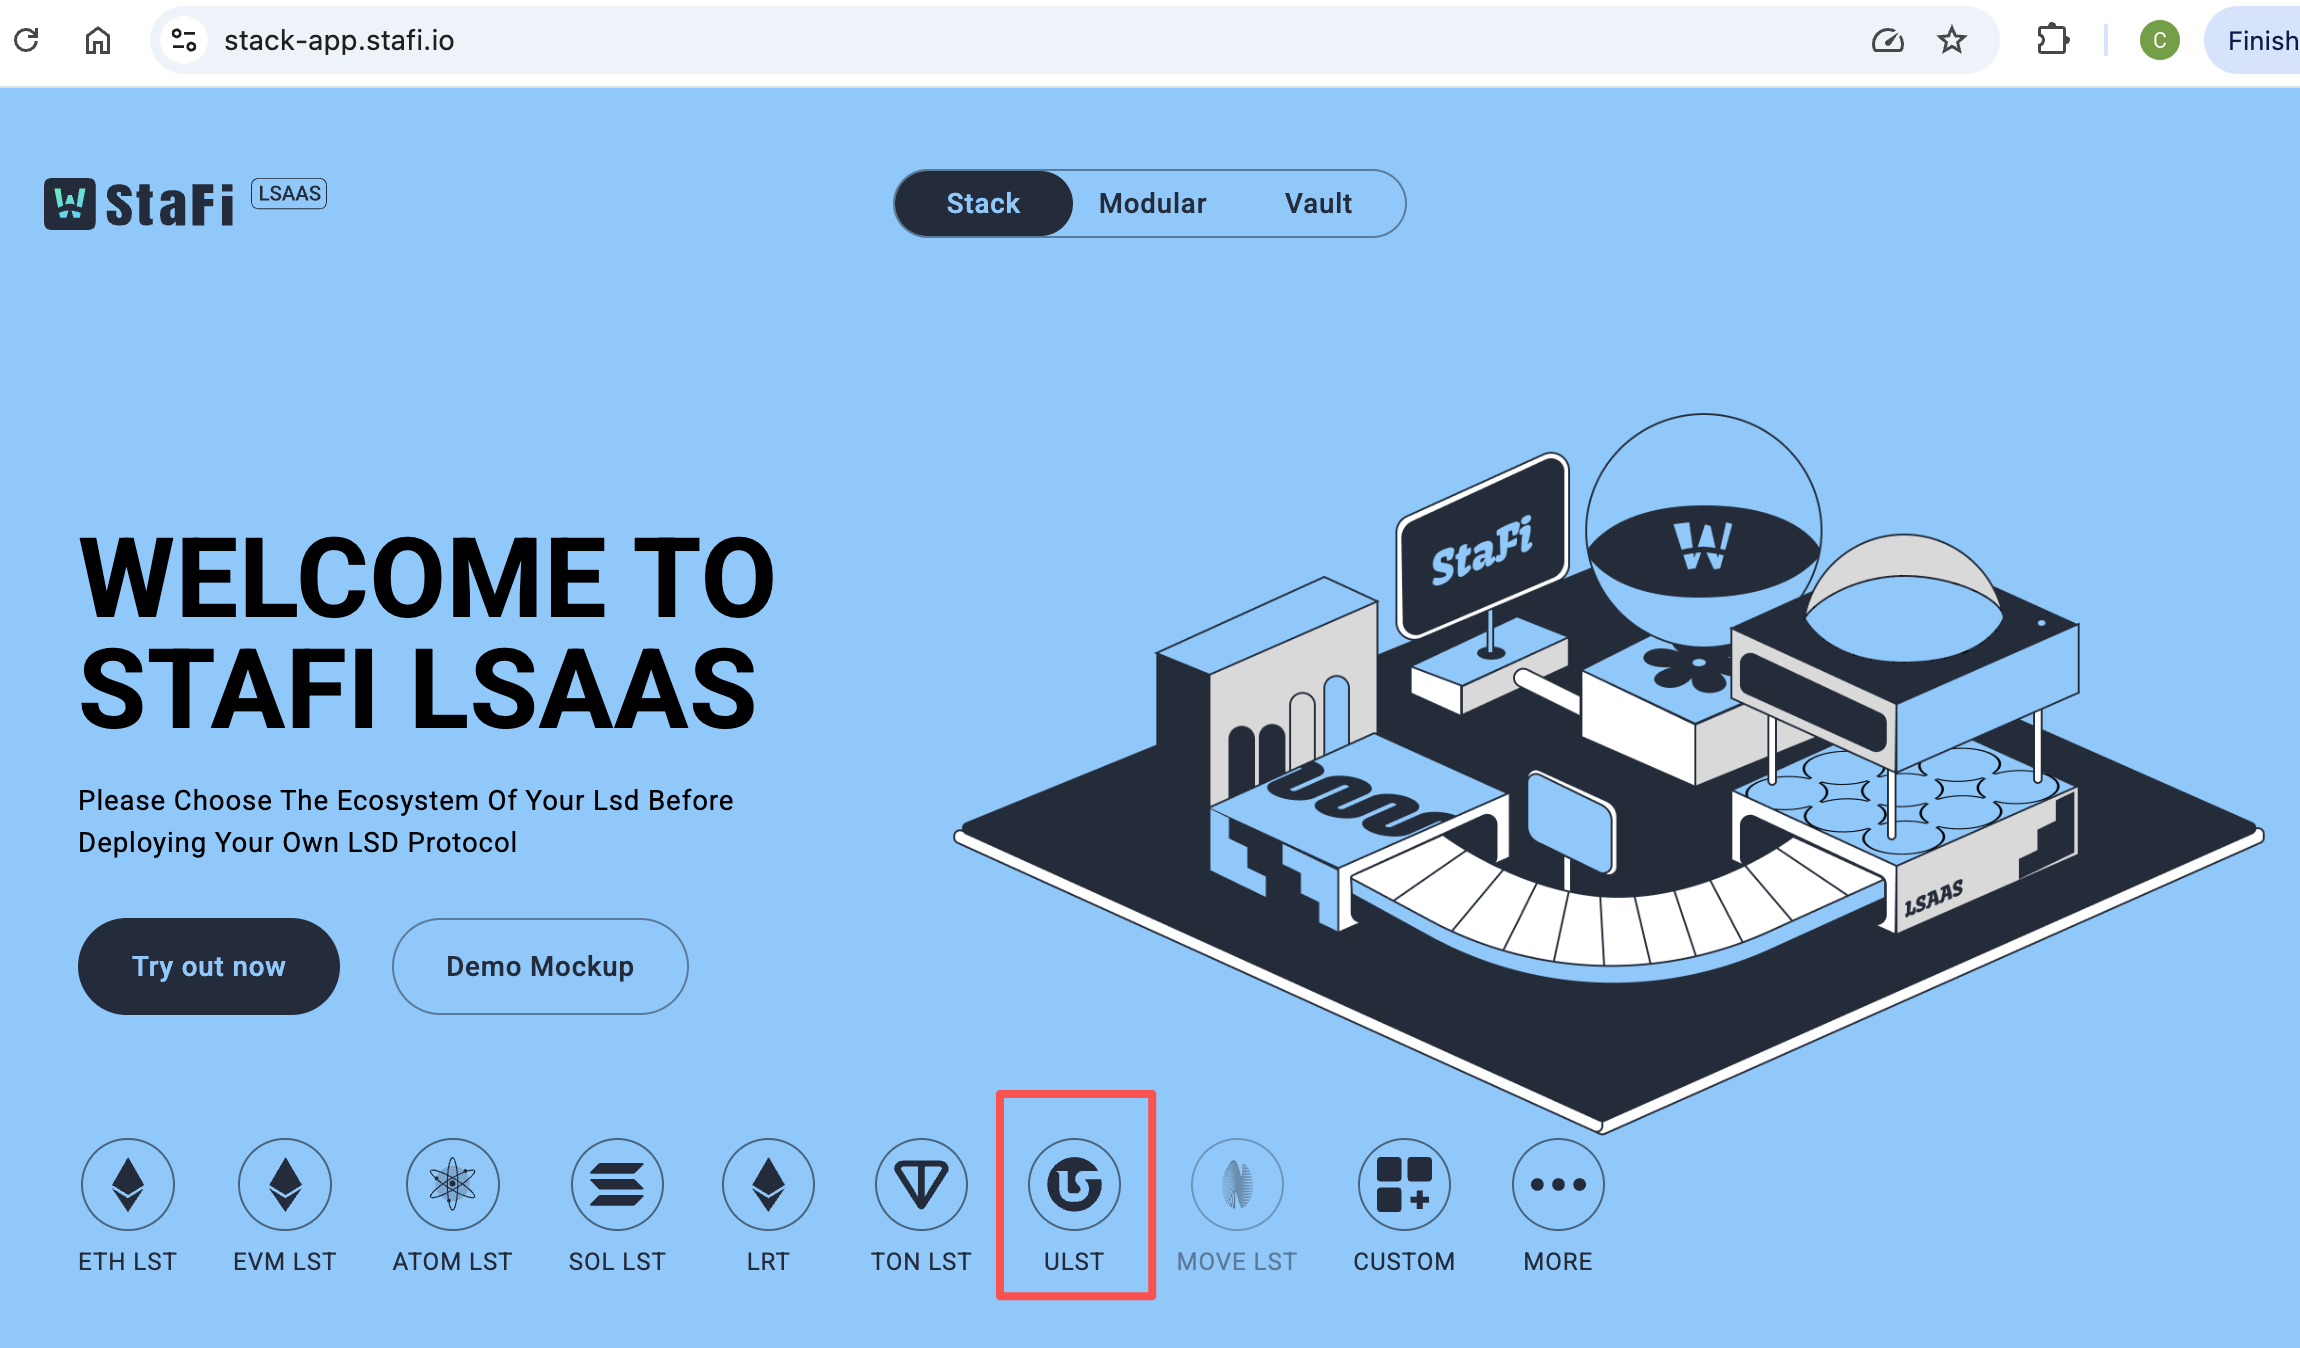 stack-app.stafi.io
C
Finish
StaFi LSAAS
Stack Modular Vault
StaFi
WELCOME TO
STAFI LSAAS
Please Choose The Ecosystem Of Your Lsd Before
Deploying Your Own LSD Protocol
LSAAS
Try out now
Demo Mockup
ETH LST EVM LST ATOM LST SOL LST LRT TON LST ULST MOVE LST CUSTOM MORE